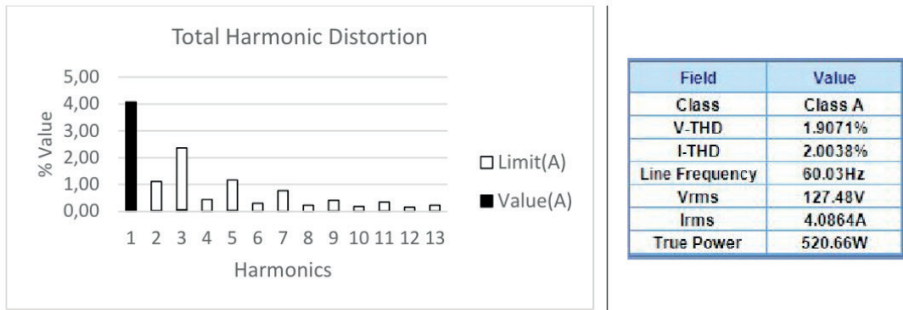 Total Harmonic Distortion
5,00
4,00
3,00
2,00
1,00
0,00
% Value
1 2 3 4 5 6 7 8 9 10 11 12 13
Harmonics
Limit(A)
Value(A)
Field Value
Class Class A
V-THD 1.9071%
I-THD 2.0038%
Line Frequency 60.03Hz
Vrms 127.48V
Irms 4.0864A
True Power 520.66W